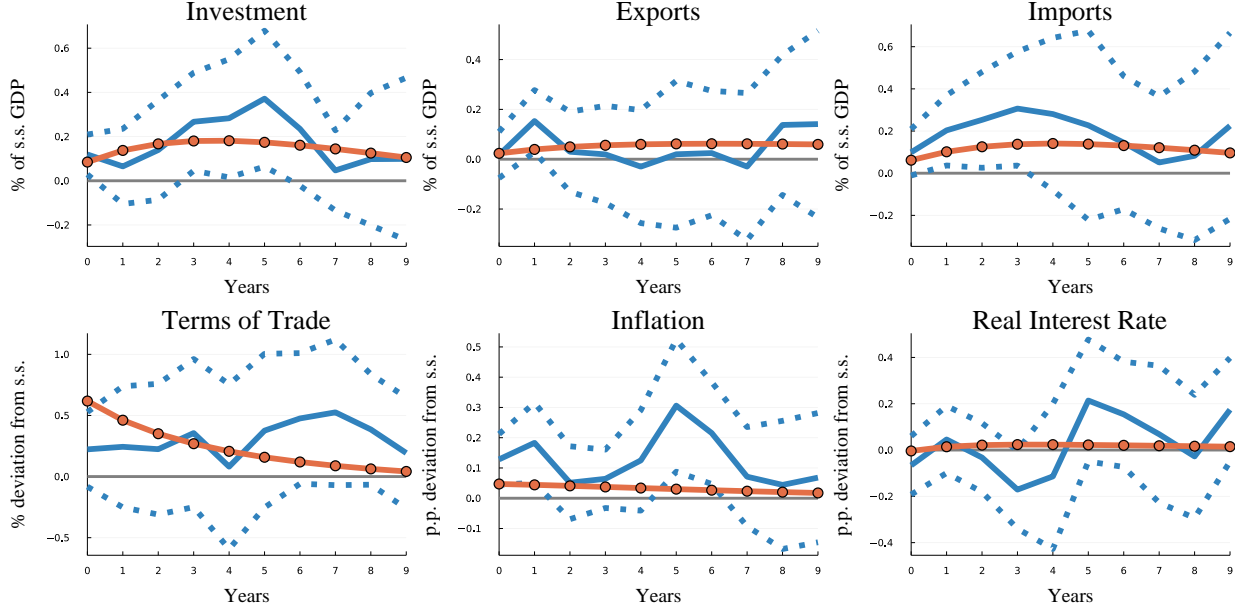 Investment
% of s.s. GDP
0.6
0.4
0.2
0.0
−0.2
0 1 2 3 4 5 6 7 8 9
Years
Exports
% of s.s. GDP
0.4
0.2
0.0
−0.2
0 1 2 3 4 5 6 7 8 9
Years
Imports
% of s.s. GDP
0.6
0.4
0.2
0.0
−0.2
0 1 2 3 4 5 6 7 8 9
Years
Terms of Trade
% deviation from s.s.
1.0
0.5
0.0
−0.5
0 1 2 3 4 5 6 7 8 9
Years
Inflation
p.p. deviation from s.s.
0.5
0.4
0.3
0.2
0.1
0.0
−0.1
0 1 2 3 4 5 6 7 8 9
Years
Real Interest Rate
p.p. deviation from s.s.
0.4
0.2
0.0
−0.2
−0.4
0 1 2 3 4 5 6 7 8 9
Years